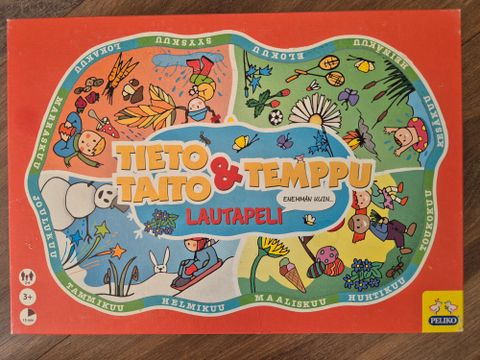 LOKAKUU
SYYSKUU
ELOKUU
HEINÄKUU
MARRASKUU
KESÄKUU
TIETO
TAITO
&
TEMPPU
ENEMMÄN KUIN...
LAUTAPELI
JOULUKUU
TOUKOKUU
TAMMIKUU
HELMIKUU
MAALISKUU
HUHTIKUU
3+
PELIKO